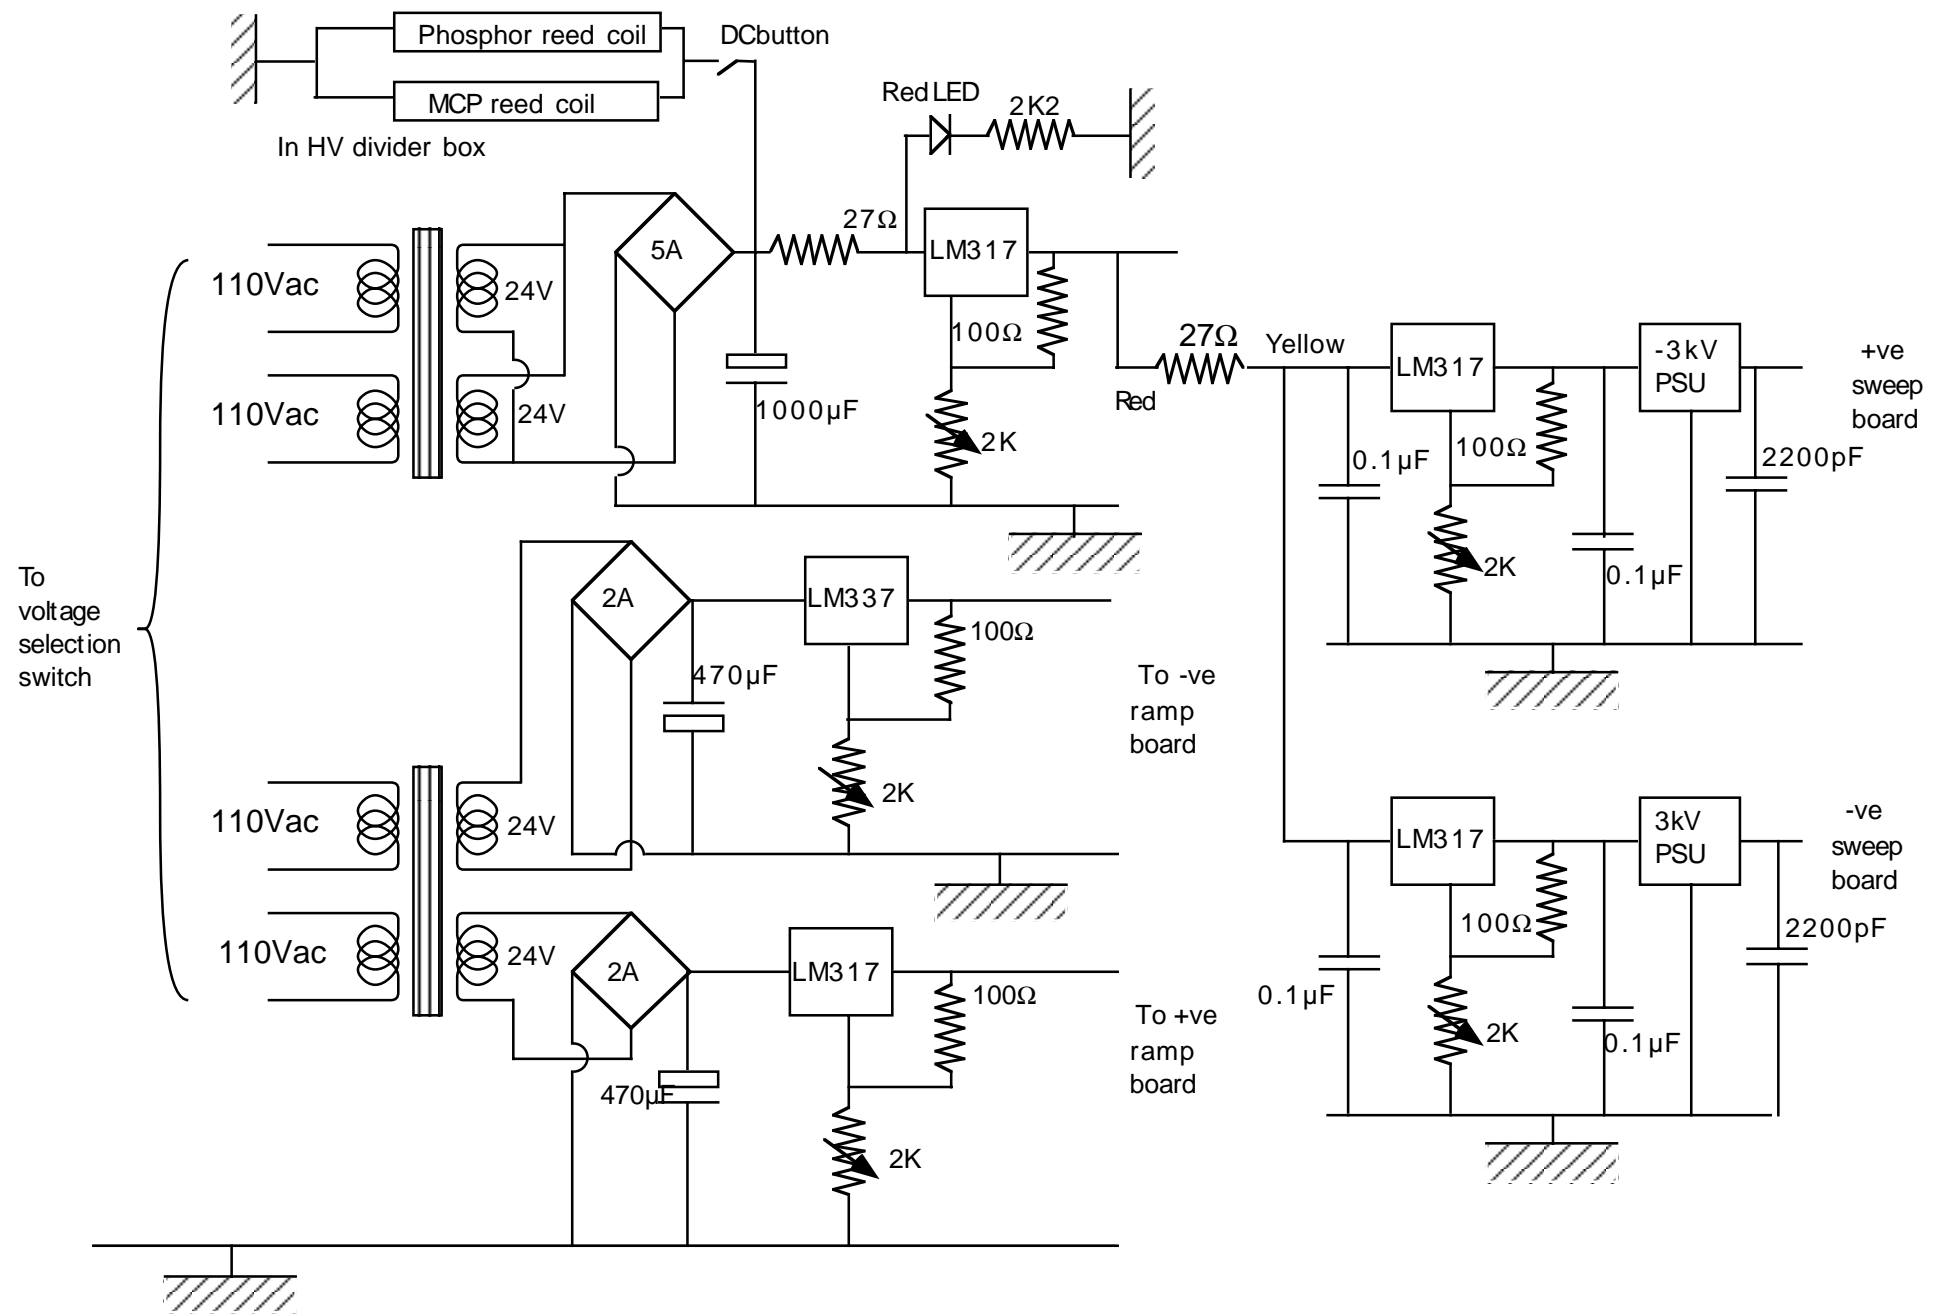 Phosphor reed coil
DCbutton
MCP reed coil
In HV divider box
Red LED
2K2
27Ω
LM317
5A
110Vac
24V
100Ω
110Vac
24V
1000µF
2K
Red
27Ω
Yellow
LM317
-3kV
PSU
+ve
sweep
board
0.1µF
100Ω
2200pF
2K
0.1µF
To
voltage
selection
switch
2A
LM337
100Ω
470µF
To -ve
ramp
board
2K
110Vac
24V
LM317
3kV
PSU
-ve
sweep
board
100Ω
2200pF
0.1µF
2K
0.1µF
110Vac
24V
2A
LM317
100Ω
470µF
To +ve
ramp
board
2K